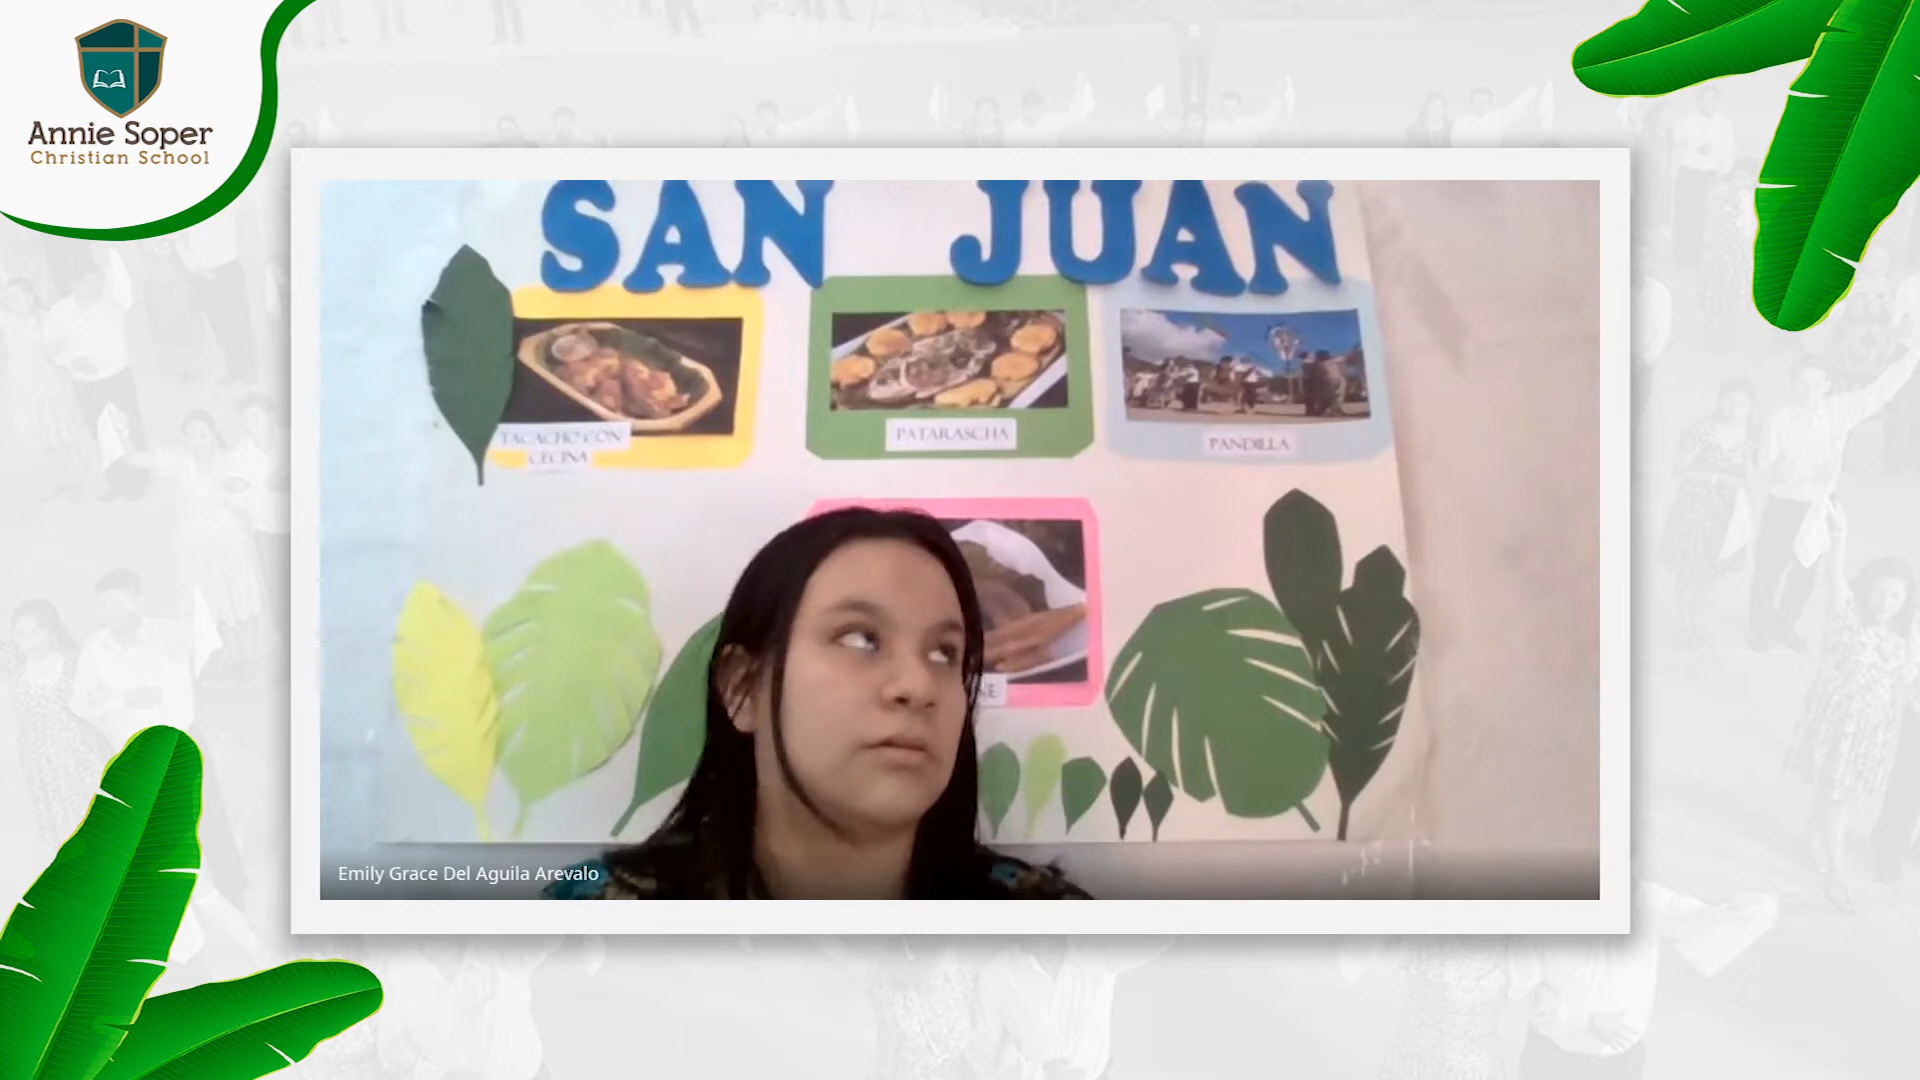 Annie Soper
Christian School
SAN JUAN
TACACHO CON
CECINA
PATARASCHA
PANDILLA
Emily Grace Del Aguila Arevalo